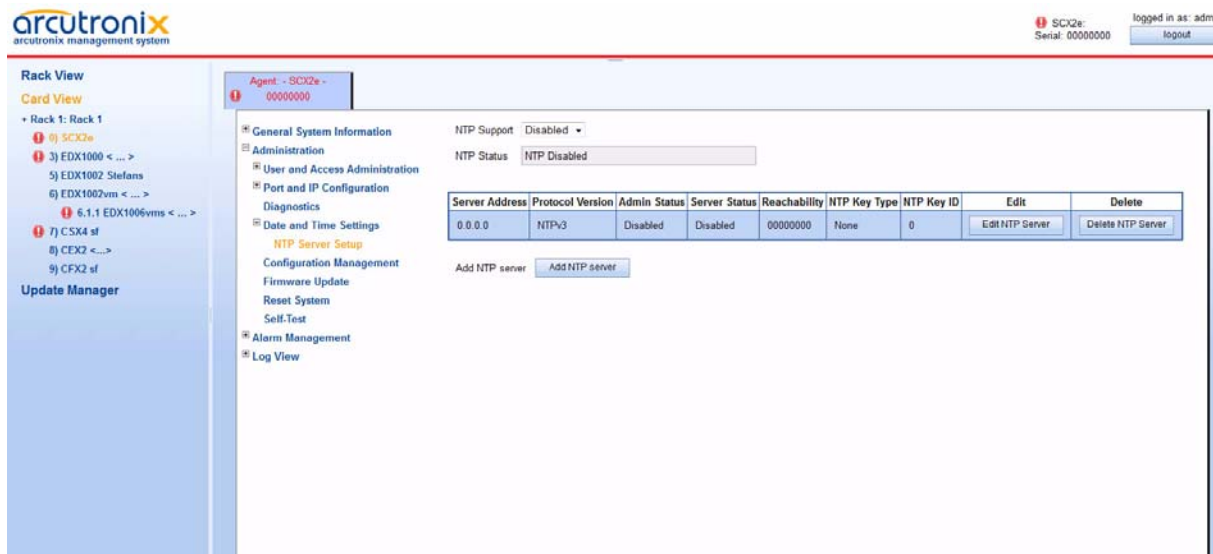 arcutronix
arcutronix management system
SCX2e:
Serial: 00000000
logged in as: adm
logout
Rack View
Card View
+ Rack 1: Rack 1
0) SCX2e
3) EDX1000 < ... >
5) EDX1002 Stefans
6) EDX1002vm < ... >
6.1.1 EDX1006vms < ... >
7) CSX4 sf
8) CEX2 <...>
9) CFX2 sf
Update Manager
Agent: - SCX2e -
00000000
General System Information
Administration
User and Access Administration
Port and IP Configuration
Diagnostics
Date and Time Settings
NTP Server Setup
Configuration Management
Firmware Update
Reset System
Self-Test
Alarm Management
Log View
NTP Support Disabled
NTP Status NTP Disabled
Server Address Protocol Version Admin Status Server Status Reachability NTP Key Type NTP Key ID Edit Delete
0.0.0.0 NTPv3 Disabled Disabled 00000000 None 0 Edit NTP Server Delete NTP Server
Add NTP server Add NTP server